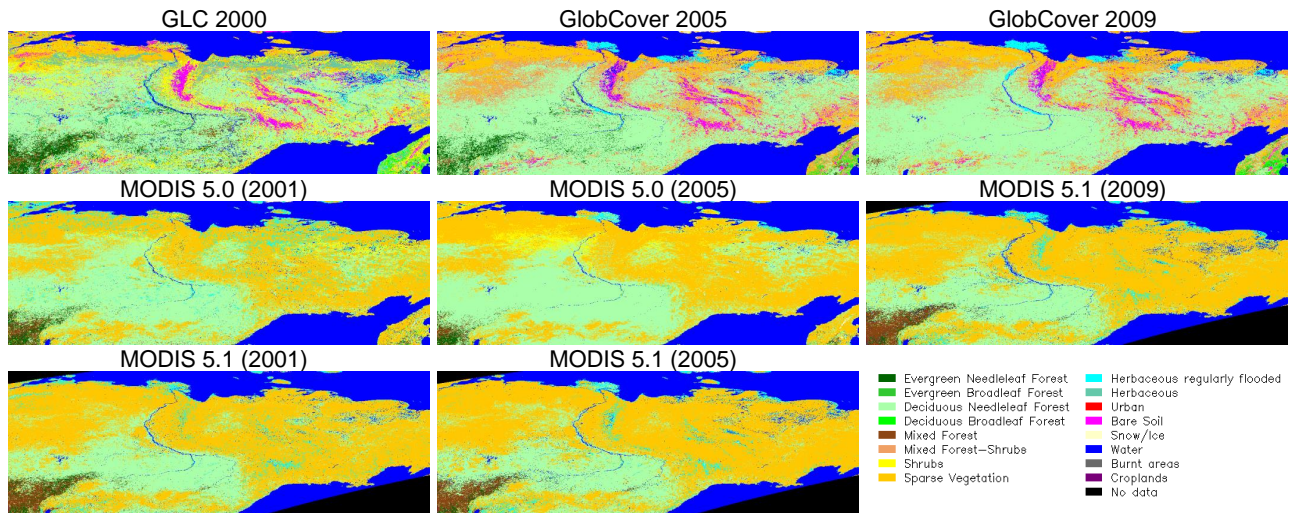 GLC 2000
GlobCover 2005
GlobCover 2009
MODIS 5.0 (2001)
MODIS 5.0 (2005)
MODIS 5.1 (2009)
MODIS 5.1 (2001)
MODIS 5.1 (2005)
Evergreen Needleleaf Forest
Evergreen Broadleaf Forest
Deciduous Needleleaf Forest
Deciduous Broadleaf Forest
Mixed Forest
Mixed Forest-Shrubs
Shrubs
Sparse Vegetation
Herbaceous regularly flooded
Herbaceous
Urban
Bare Soil
Snow/Ice
Water
Burnt areas
Croplands
No data